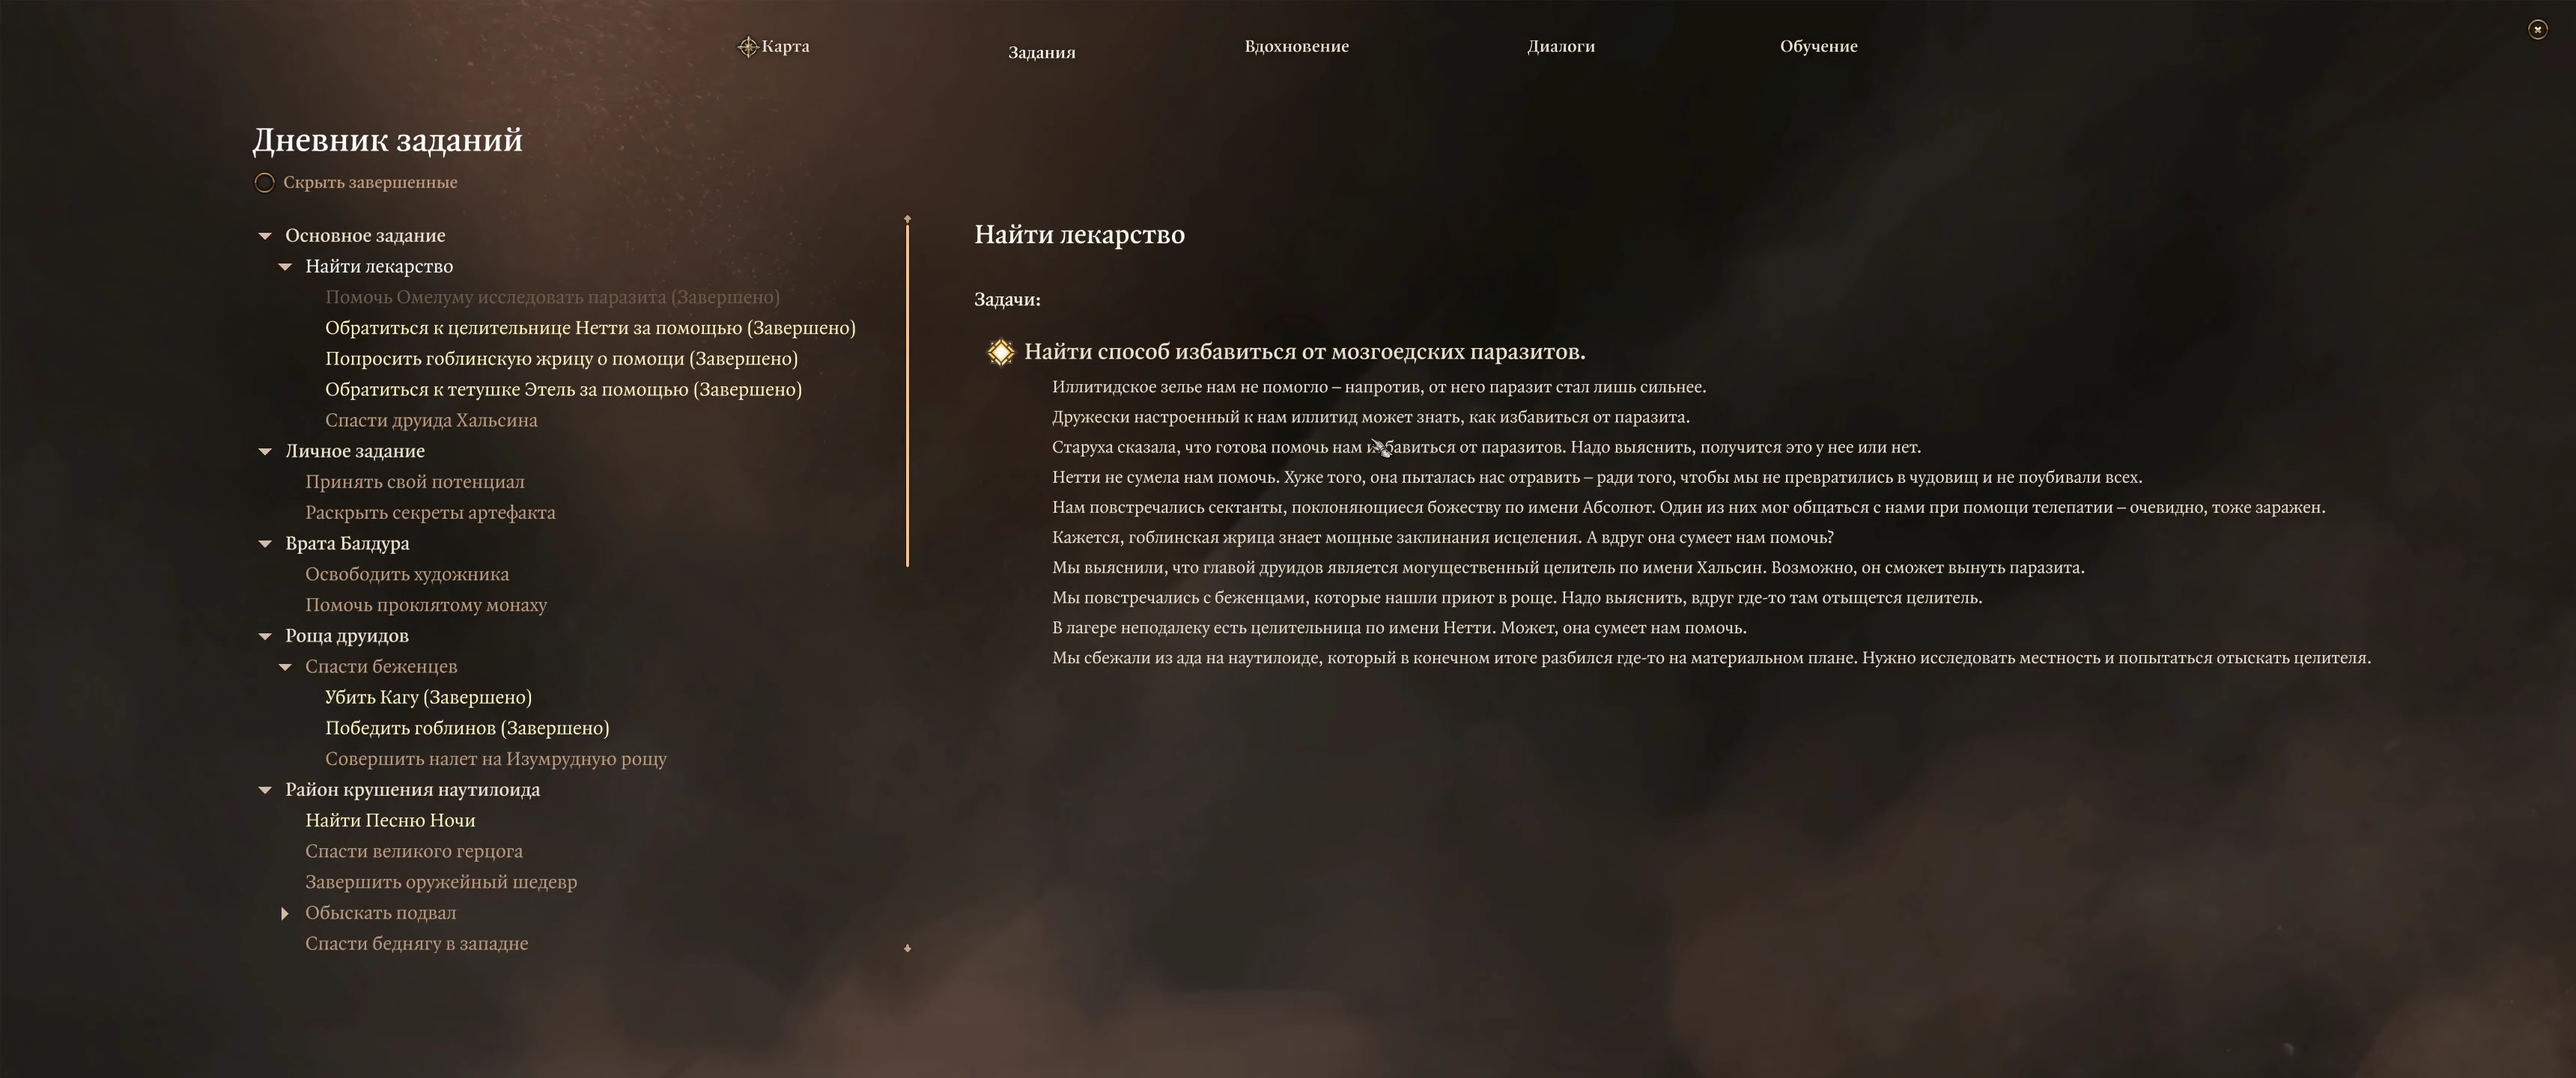 Карта
Задания
Вдохновение
Диалоги
Обучение
Дневник заданий
Скрыть завершенные
Основное задание
Найти лекарство
Помочь Омелуму исследовать паразита (Завершено)
Обратиться к целительнице Нетти за помощью (Завершено)
Попросить гоблинскую жрицу о помощи (Завершено)
Обратиться к тетушке Этель за помощью (Завершено)
Спасти друида Хальсина
Личное задание
Принять свой потенциал
Раскрыть секреты артефакта
Врата Балдура
Освободить художника
Помочь проклятому монаху
Роща друидов
Спасти беженцев
Убить Кагу (Завершено)
Победить гоблинов (Завершено)
Совершить налет на Изумрудную рощу
Район крушения наутилоида
Найти Песню Ночи
Спасти великого герцога
Завершить оружейный шедевр
Обыскать подвал
Спасти беднягу в западне
Найти лекарство
Задачи:
Найти способ избавиться от мозгоедских паразитов.
Иллитидское зелье нам не помогло – напротив, от него паразит стал лишь сильнее.
Дружески настроенный к нам иллитид может знать, как избавиться от паразита.
Старуха сказала, что готова помочь нам избавиться от паразитов. Надо выяснить, получится это у нее или нет.
Нетти не сумела нам помочь. Хуже того, она пыталась нас отравить – ради того, чтобы мы не превратились в чудовищ и не поубивали всех.
Нам повстречались сектанты, поклоняющиеся божеству по имени Абсолют. Один из них мог общаться с нами при помощи телепатии – очевидно, тоже заражен.
Кажется, гоблинская жрица знает мощные заклинания исцеления. А вдруг она сумеет нам помочь?
Мы выяснили, что главой друидов является могущественный целитель по имени Хальсин. Возможно, он сможет вынуть паразита.
Мы повстречались с беженцами, которые нашли приют в роще. Надо выяснить, вдруг где-то там отыщется целитель.
В лагере неподалеку есть целительница по имени Нетти. Может, она сумеет нам помочь.
Мы сбежали из ада на наутилоиде, который в конечном итоге разбился где-то на материальном плане. Нужно исследовать местность и попытаться отыскать целителя.